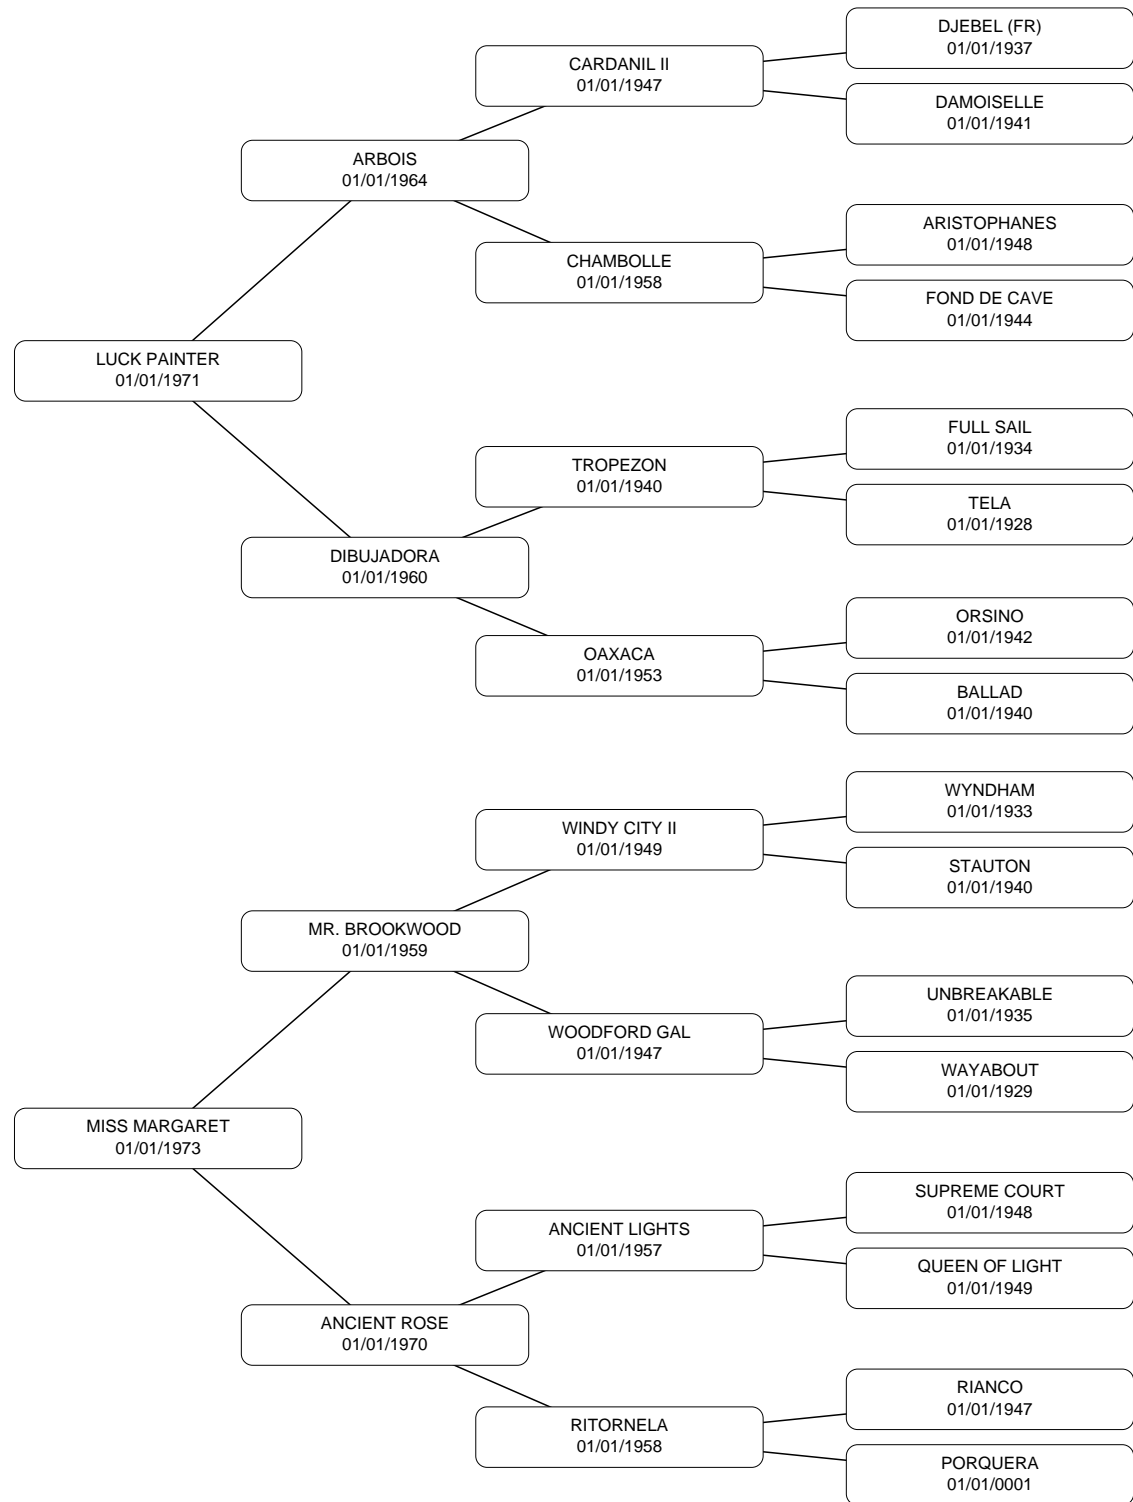 DJEBEL (FR)
01/01/1937
CARDANIL II
01/01/1947
DAMOISELLE
01/01/1941
ARBOIS
01/01/1964
ARISTOPHANES
01/01/1948
CHAMBOLLE
01/01/1958
FOND DE CAVE
01/01/1944
LUCK PAINTER
01/01/1971
FULL SAIL
01/01/1934
TROPEZON
01/01/1940
TELA
01/01/1928
DIBUJADORA
01/01/1960
ORSINO
01/01/1942
OAXACA
01/01/1953
BALLAD
01/01/1940
WYNDHAM
01/01/1933
WINDY CITY II
01/01/1949
STAUTON
01/01/1940
MR. BROOKWOOD
01/01/1959
UNBREAKABLE
01/01/1935
WOODFORD GAL
01/01/1947
WAYABOUT
01/01/1929
MISS MARGARET
01/01/1973
SUPREME COURT
01/01/1948
ANCIENT LIGHTS
01/01/1957
QUEEN OF LIGHT
01/01/1949
ANCIENT ROSE
01/01/1970
RIANCO
01/01/1947
RITORNELA
01/01/1958
PORQUERA
01/01/0001